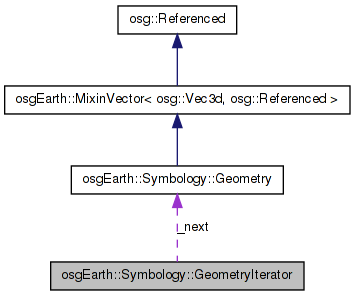 osg::Referenced
osgEarth::MixinVector< osg::Vec3d, osg::Referenced >
osgEarth::Symbology::Geometry
_next
osgEarth::Symbology::GeometryIterator